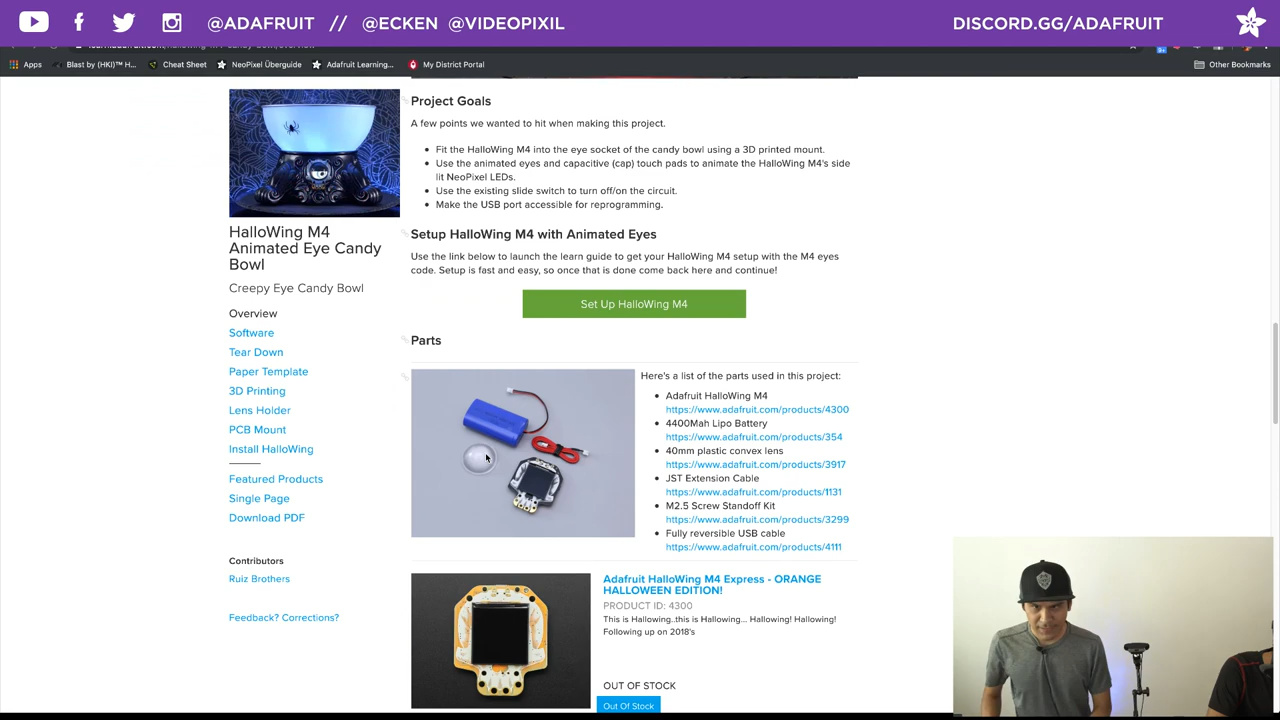 @ADAFRUIT // @ECKEN @VIDEOPIXIL
DISCORD.GG/ADAFRUIT
Apps
Blast by (HKI)™ H...
Cheat Sheet
NeoPixel Überguide
Adafruit Learning...
My District Portal
Other Bookmarks
HalloWing M4
Animated Eye Candy
Bowl
Creepy Eye Candy Bowl
Overview
Software
Tear Down
Paper Template
3D Printing
Lens Holder
PCB Mount
Install HalloWing
Featured Products
Single Page
Download PDF
Contributors
Ruiz Brothers
Feedback? Corrections?
Project Goals
A few points we wanted to hit when making this project.
Fit the HalloWing M4 into the eye socket of the candy bowl using a 3D printed mount.
Use the animated eyes and capacitive (cap) touch pads to animate the HalloWing M4's side
lit NeoPixel LEDs.
Use the existing slide switch to turn off/on the circuit.
Make the USB port accessible for reprogramming.
Setup HalloWing M4 with Animated Eyes
Use the link below to launch the learn guide to get your HalloWing M4 setup with the M4 eyes
code. Setup is fast and easy, so once that is done come back here and continue!
Set Up HalloWing M4
Parts
Here's a list of the parts used in this project:
Adafruit HalloWing M4
https://www.adafruit.com/products/4300
4400Mah Lipo Battery
https://www.adafruit.com/products/354
40mm plastic convex lens
https://www.adafruit.com/products/3917
JST Extension Cable
https://www.adafruit.com/products/1131
M2.5 Screw Standoff Kit
https://www.adafruit.com/products/3299
Fully reversible USB cable
https://www.adafruit.com/products/4111
Adafruit HalloWing M4 Express - ORANGE
HALLOWEEN EDITION!
PRODUCT ID: 4300
This is Hallowing..this is Hallowing... Hallowing! Hallowing!
Following up on 2018's
OUT OF STOCK
Out Of Stock